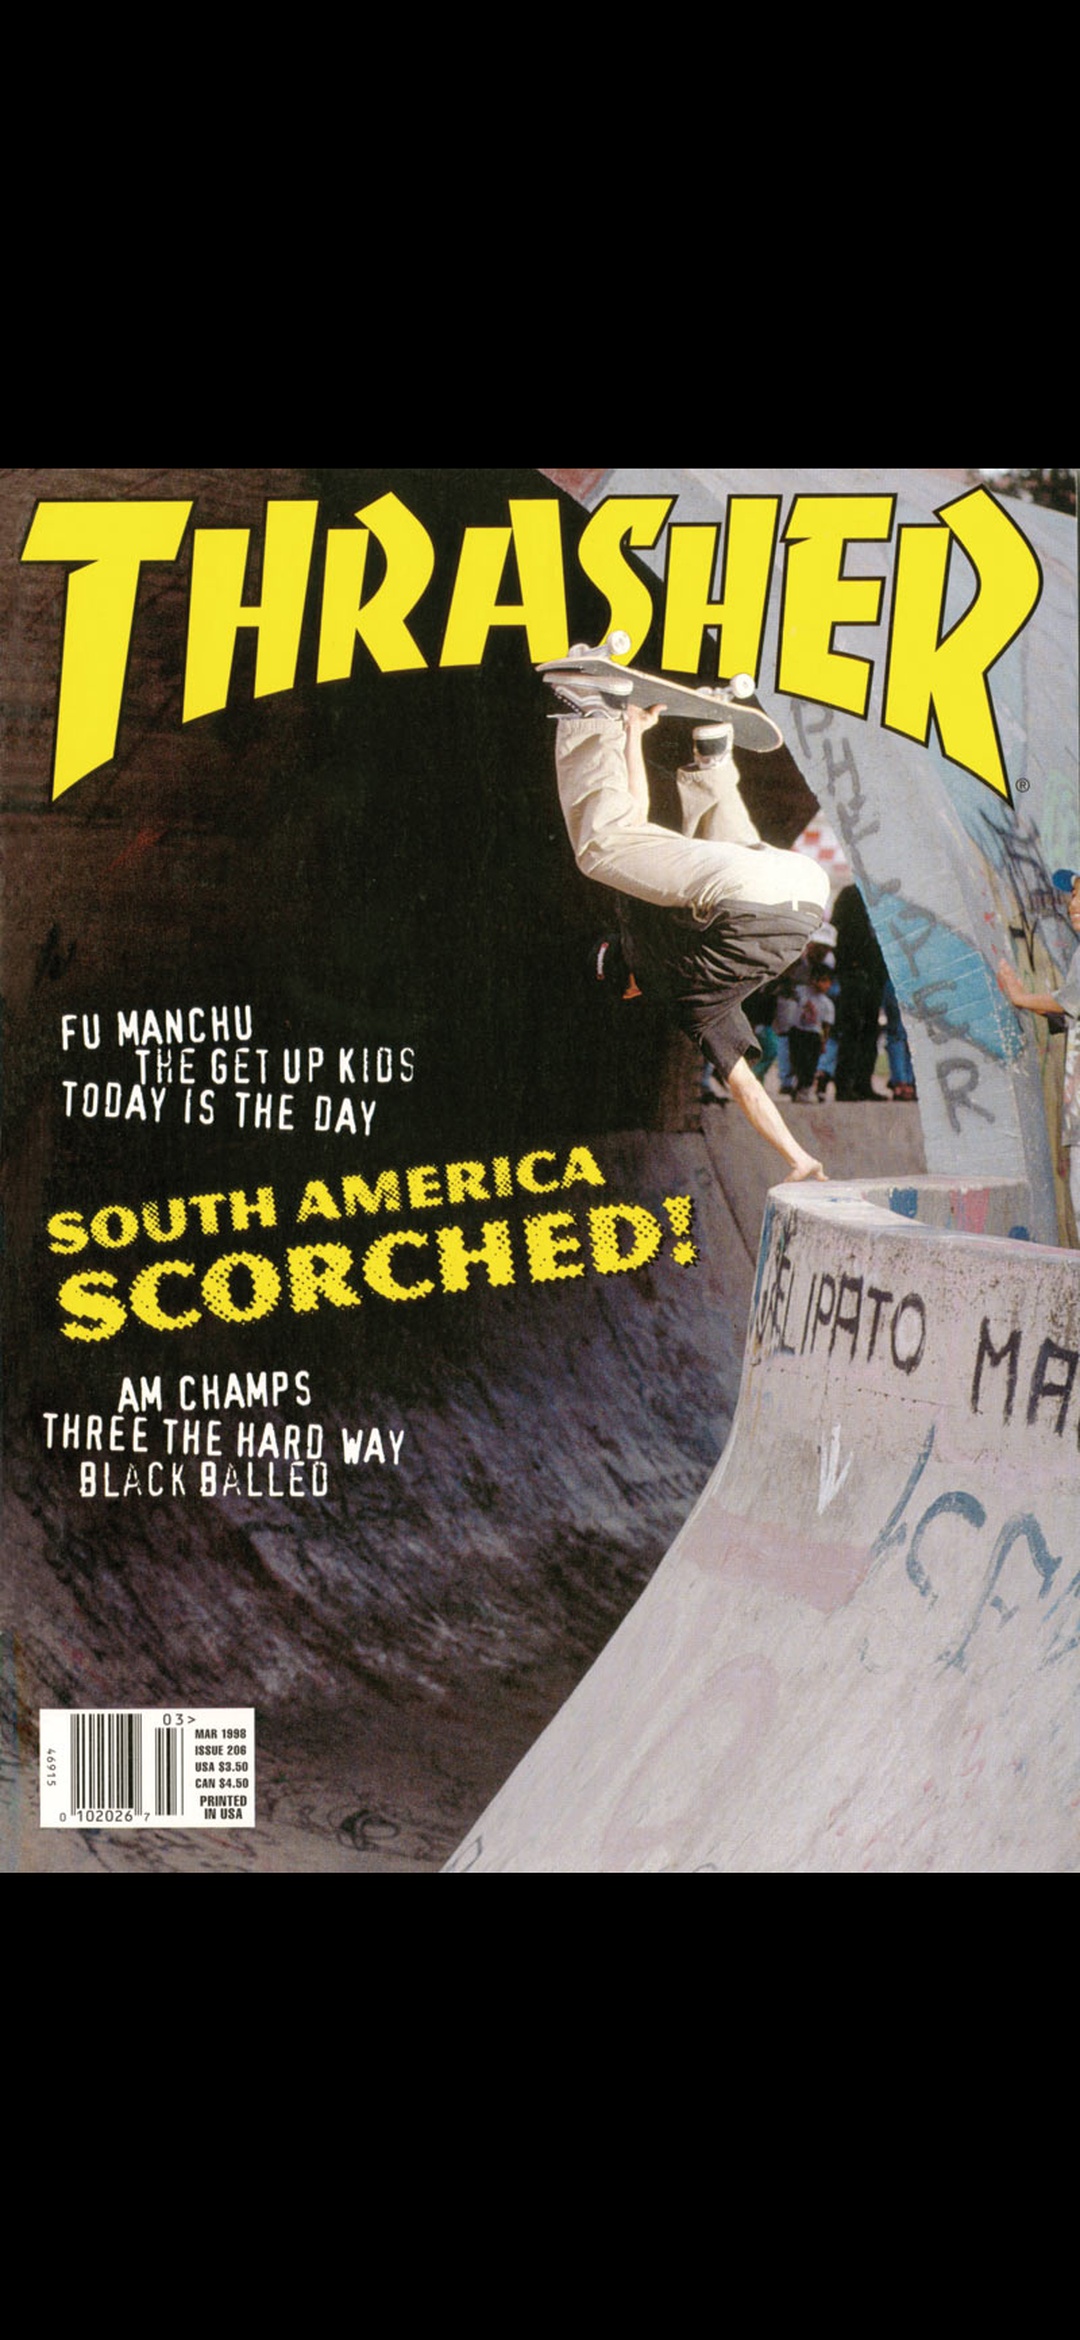 THRASHER
®
PHELPER
FU MANCHU
THE GET UP KIDS
TODAY IS THE DAY
SOUTH AMERICA
SCORCHED!
AM CHAMPS
THREE THE HARD WAY
BLACK BALLED
MA
03>
46915
0 102026 7
MAR 1998
ISSUE 206
USA $3.50
CAN $4.50
PRINTED
IN USA